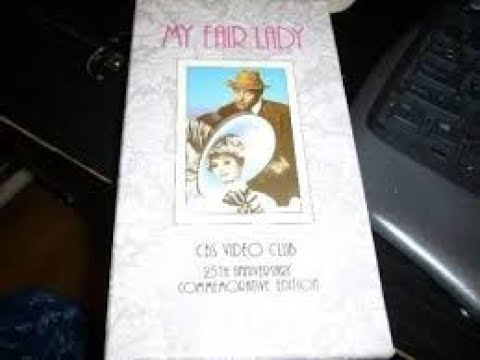 MY FAIR LADY
CBS VIDEO CLUB
25TH ANNIVERSARY
COMMEMORATIVE EDITION